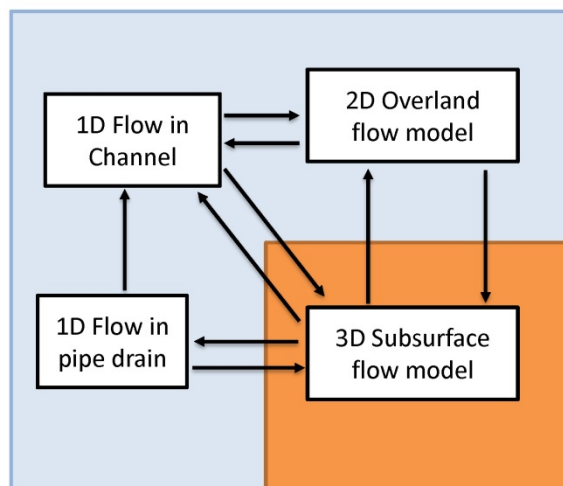 1D Flow in
Channel
2D Overland
flow model
1D Flow in
pipe drain
3D Subsurface
flow model